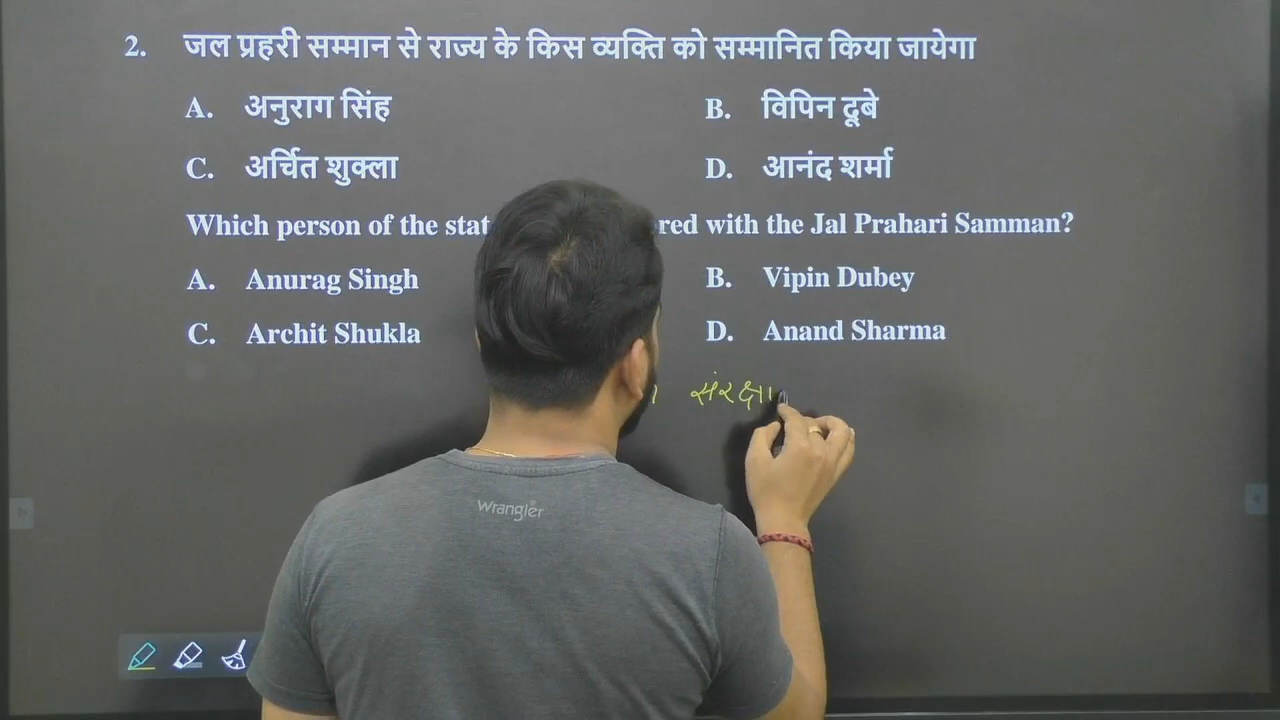 2. जल प्रहरी सम्मान से राज्य के किस व्यक्ति को सम्मानित किया जायेगा
A. अनुराग सिंह B. विपिन दूबे
C. अर्चित शुक्ला D. आनंद शर्मा
Which person of the red with the Jal Prahari Samman?
A. Anurag Singh B. Vipin Dubey
C. Archit Shukla D. Anand Sharma
संरक्षा
Wrangler